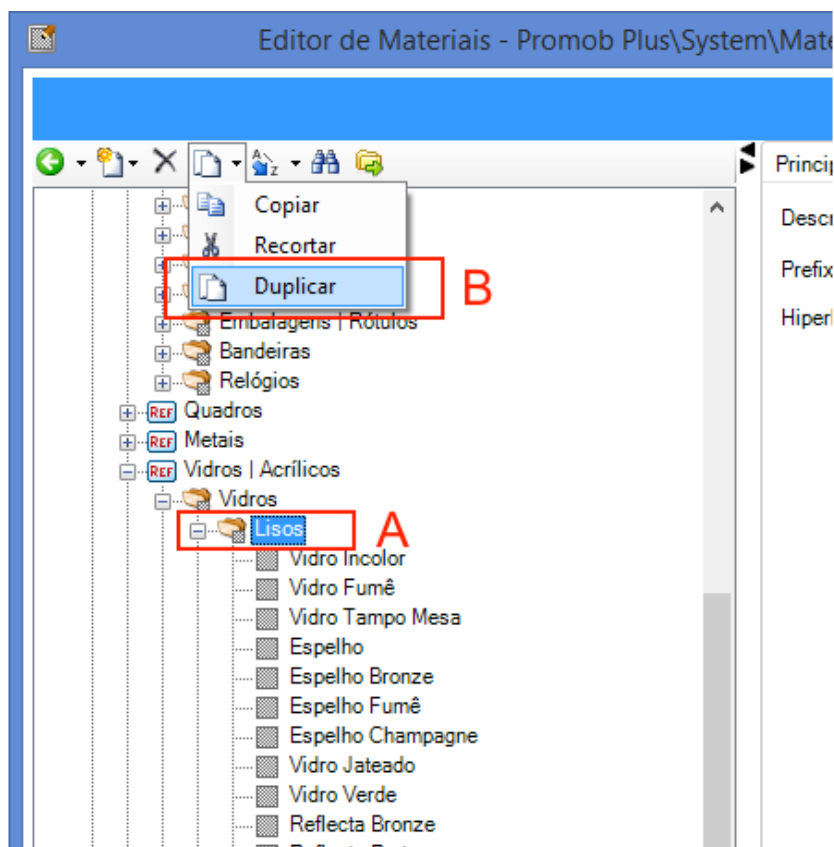 Editor de Materiais - Promob Plus\System\Mate
Princip
Copiar
Descr
Recortar
Prefix
Duplicar
B
Hiperl
Embalagens | Rótulos
Bandeiras
Relógios
REF Quadros
REF Metais
REF Vidros | Acrílicos
Vidros
Lisos
A
Vidro Incolor
Vidro Fumê
Vidro Tampo Mesa
Espelho
Espelho Bronze
Espelho Fumê
Espelho Champagne
Vidro Jateado
Vidro Verde
Reflecta Bronze